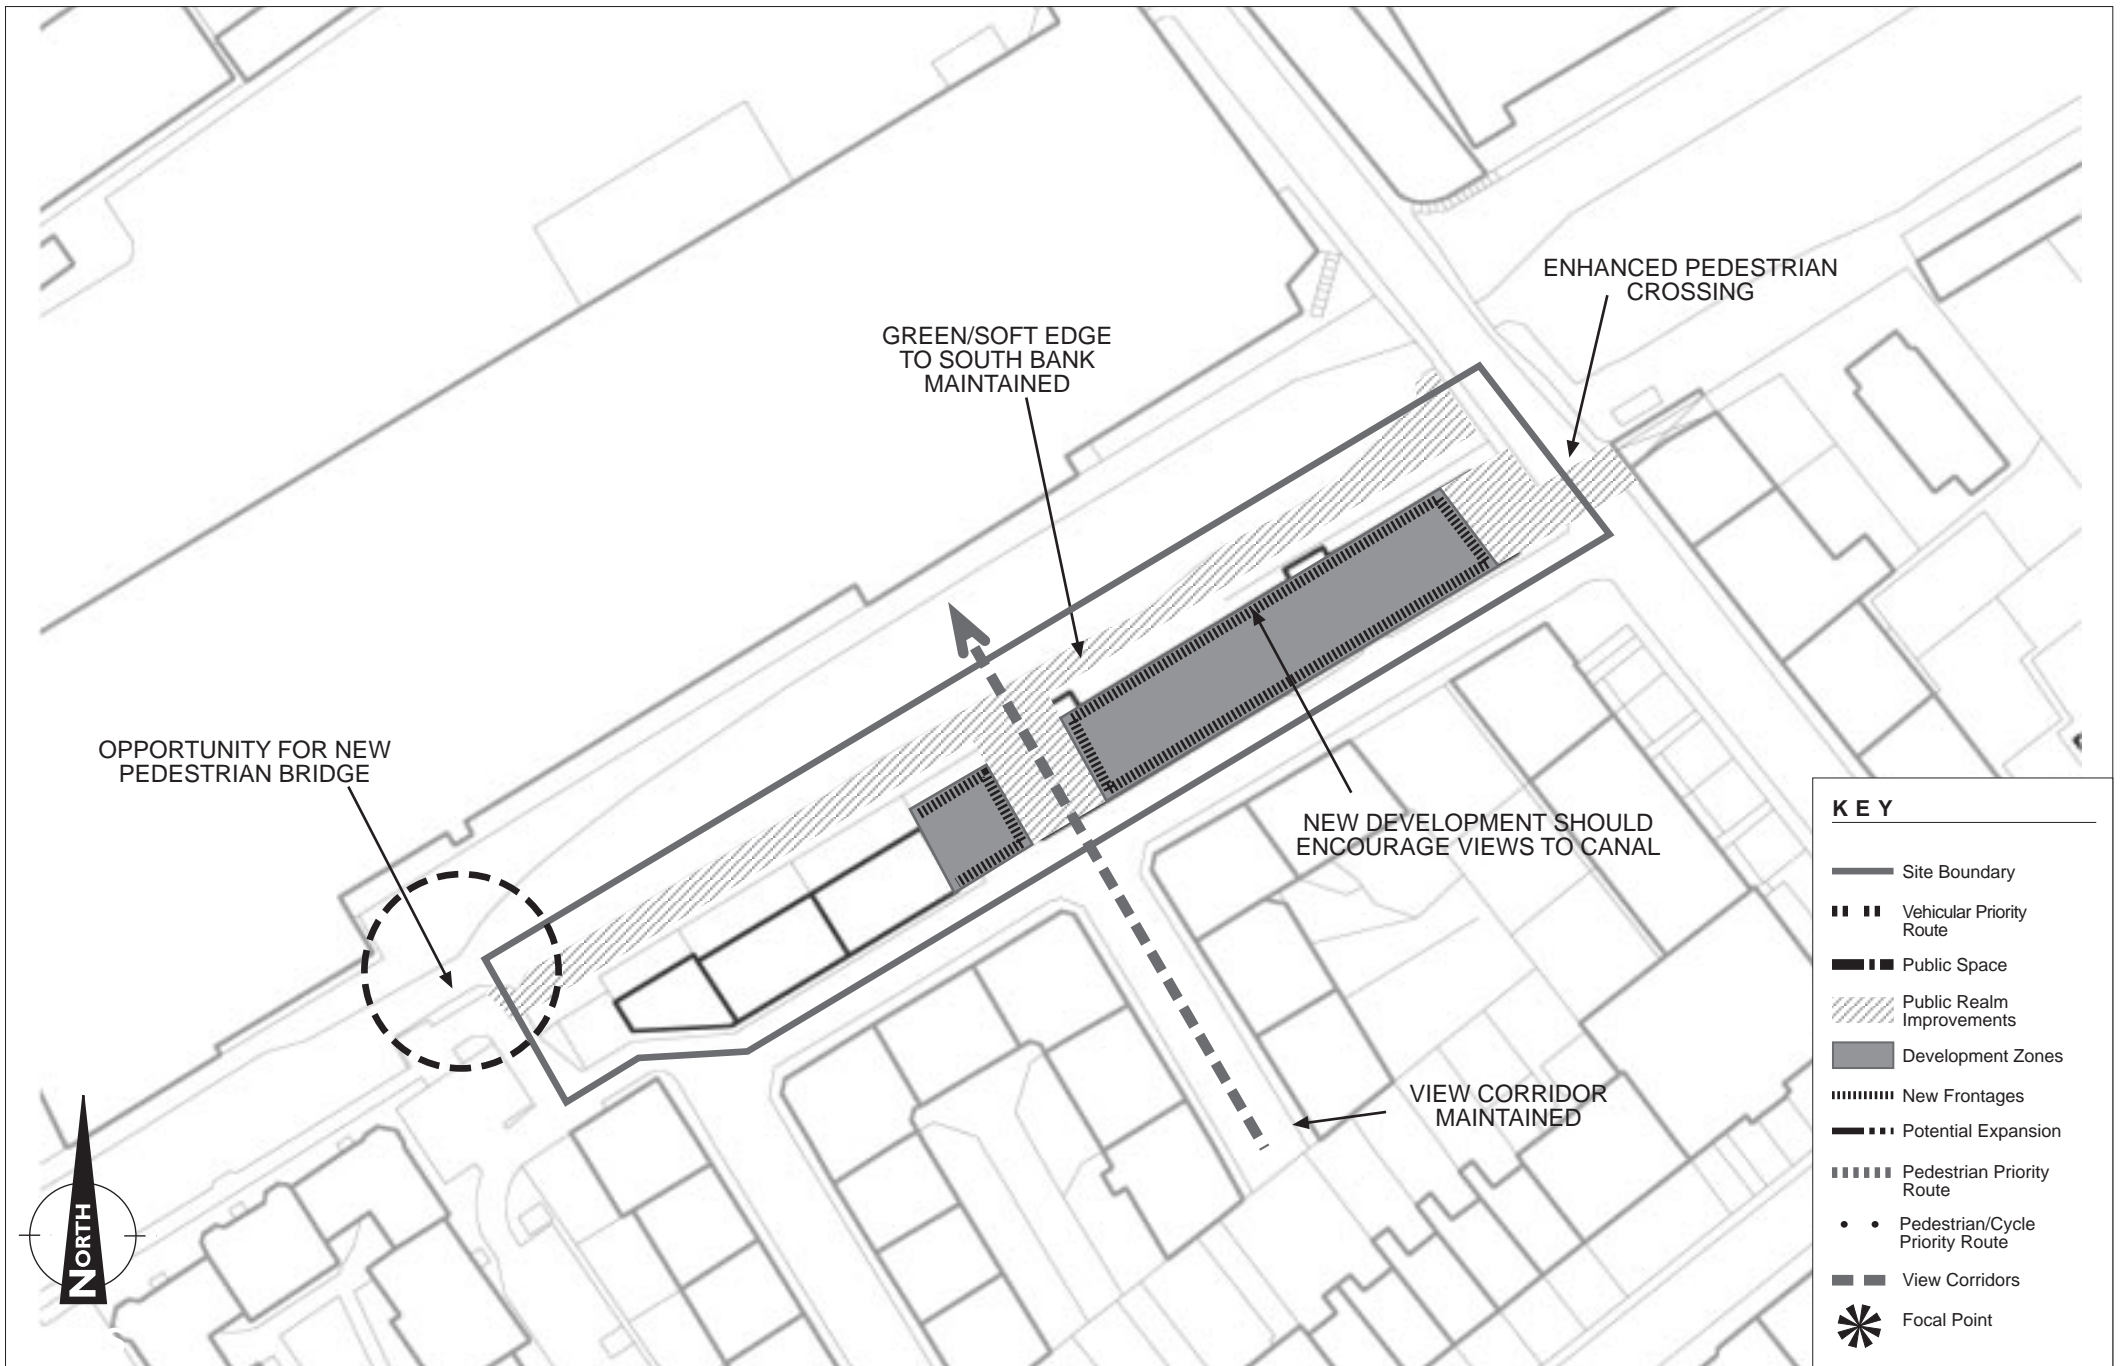 ENHANCED PEDESTRIAN
CROSSING
GREEN/SOFT EDGE
TO SOUTH BANK
MAINTAINED
OPPORTUNITY FOR NEW
PEDESTRIAN BRIDGE
NEW DEVELOPMENT SHOULD
ENCOURAGE VIEWS TO CANAL
VIEW CORRIDOR
MAINTAINED
NORTH
KEY
Site Boundary
Vehicular Priority
Route
Public Space
Public Realm
Improvements
Development Zones
New Frontages
Potential Expansion
Pedestrian Priority
Route
Pedestrian/Cycle
Priority Route
View Corridors
Focal Point